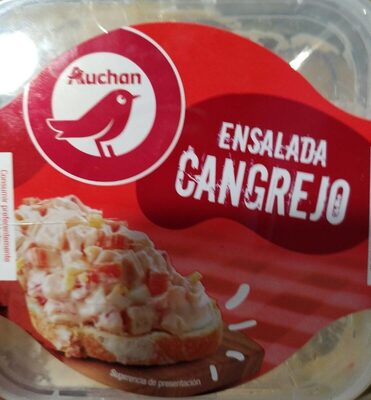 Auchan
ENSALADA
CANGREJO
Consumir preferentemente
Sugerencia de presentación